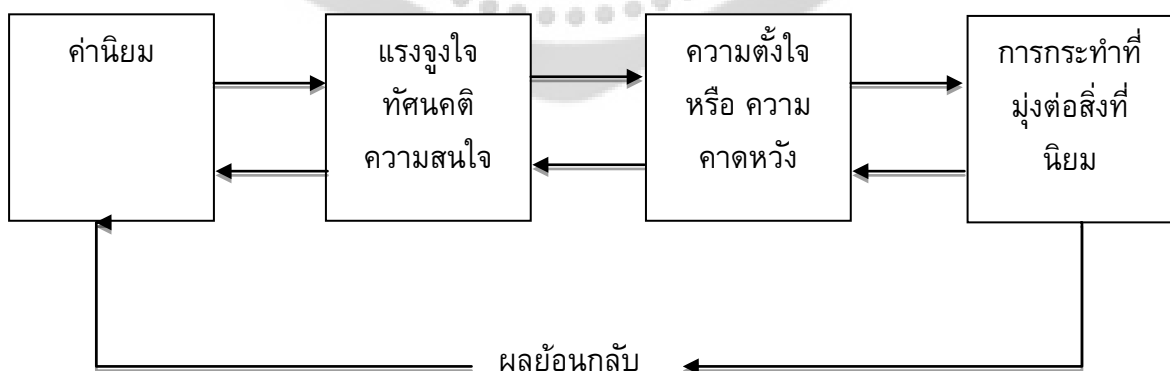 ค่านิยม
แรงจูงใจ
ทัศนคติ
ความสนใจ
ความตั้งใจ
หรือ ความ
คาดหวัง
การกระทำที่
มุ่งต่อสิ่งที่
นิยม
ผลย้อนกลับ